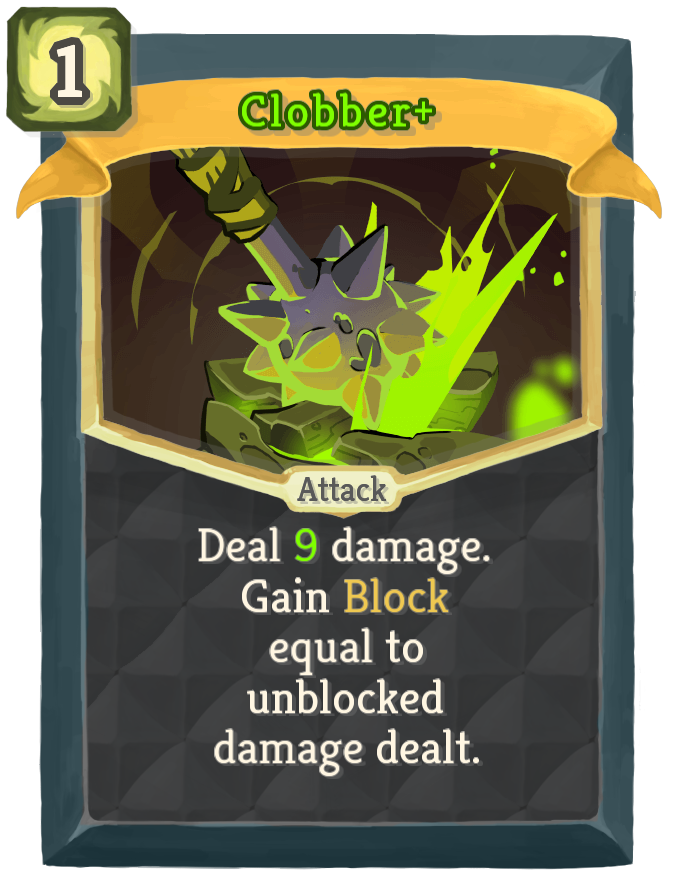 1
Clobber+
Attack
Deal 9 damage.
Gain Block
equal to
unblocked
damage dealt.